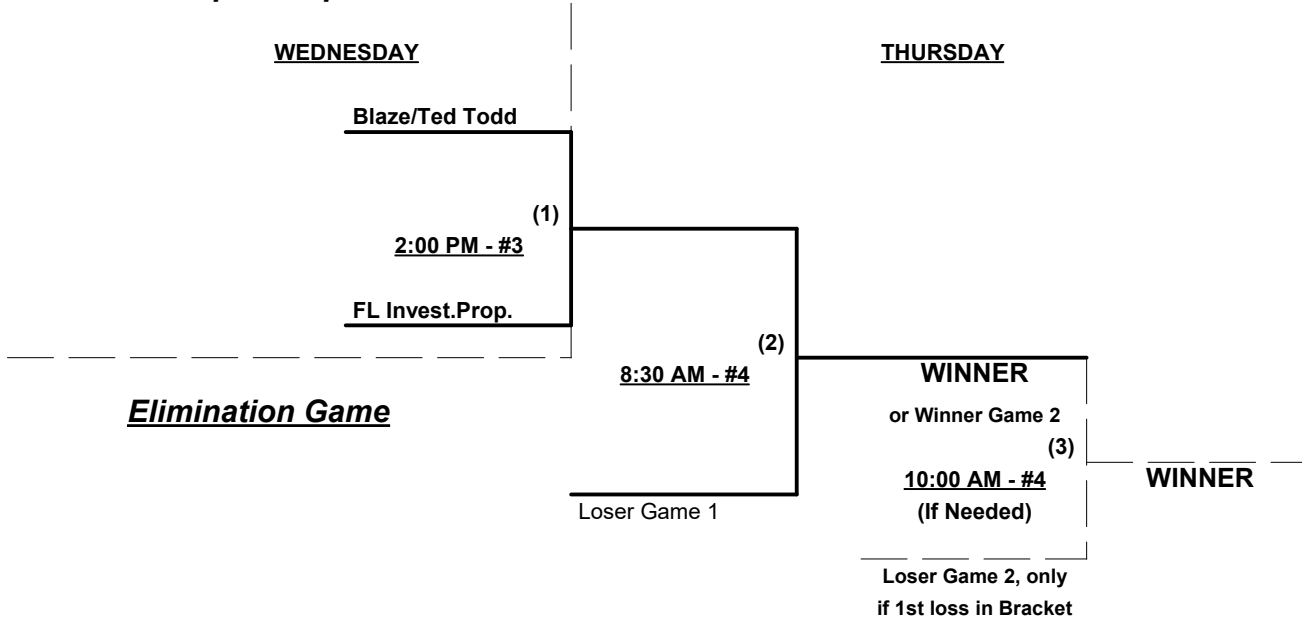 WEDNESDAY
THURSDAY
Blaze/Ted Todd
(1)
2:00 PM - #3
FL Invest.Prop.
(2)
8:30 AM - #4
WINNER
Elimination Game
or Winner Game 2
(3)
10:00 AM - #4
WINNER
Loser Game 1
(If Needed)
Loser Game 2, only
if 1st loss in Bracket